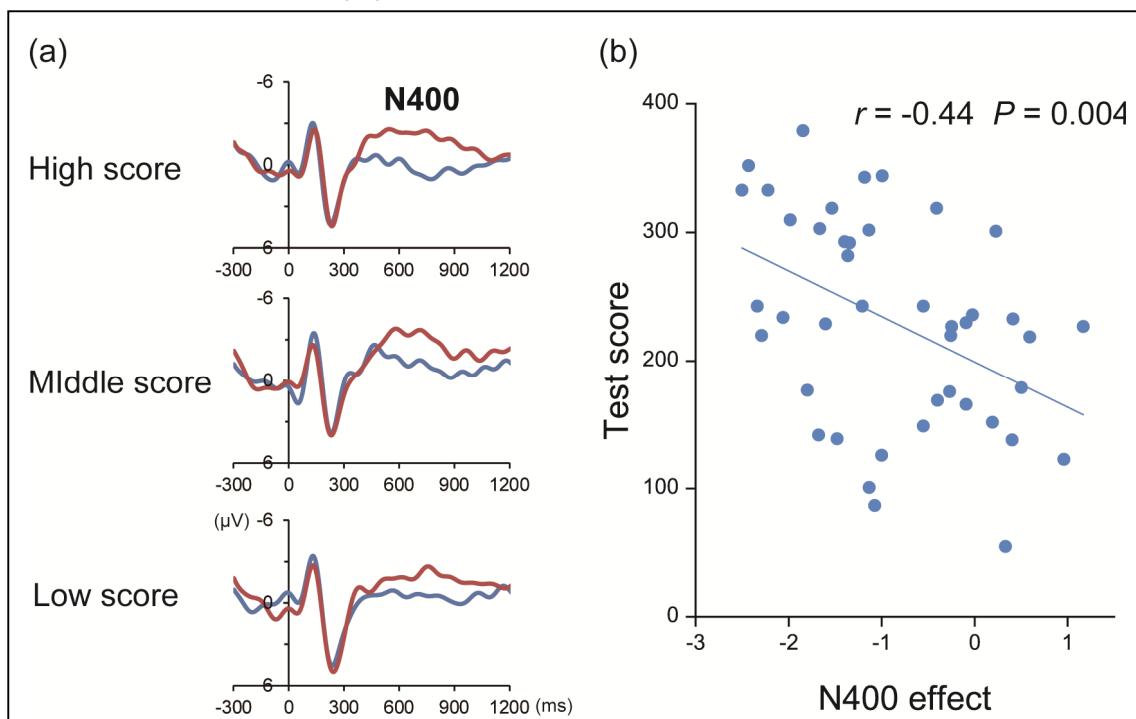 (a)
N400
High score
-6
0
6
-300 0 300 600 900 1200
MIddle score
-6
0
6
-300 0 300 600 900 1200
(µV)
Low score
-6
0
6
-300 0 300 600 900 1200 (ms)
(b)
r = -0.44 P = 0.004
Test score
400
300
200
100
0
-3 -2 -1 0 1
N400 effect